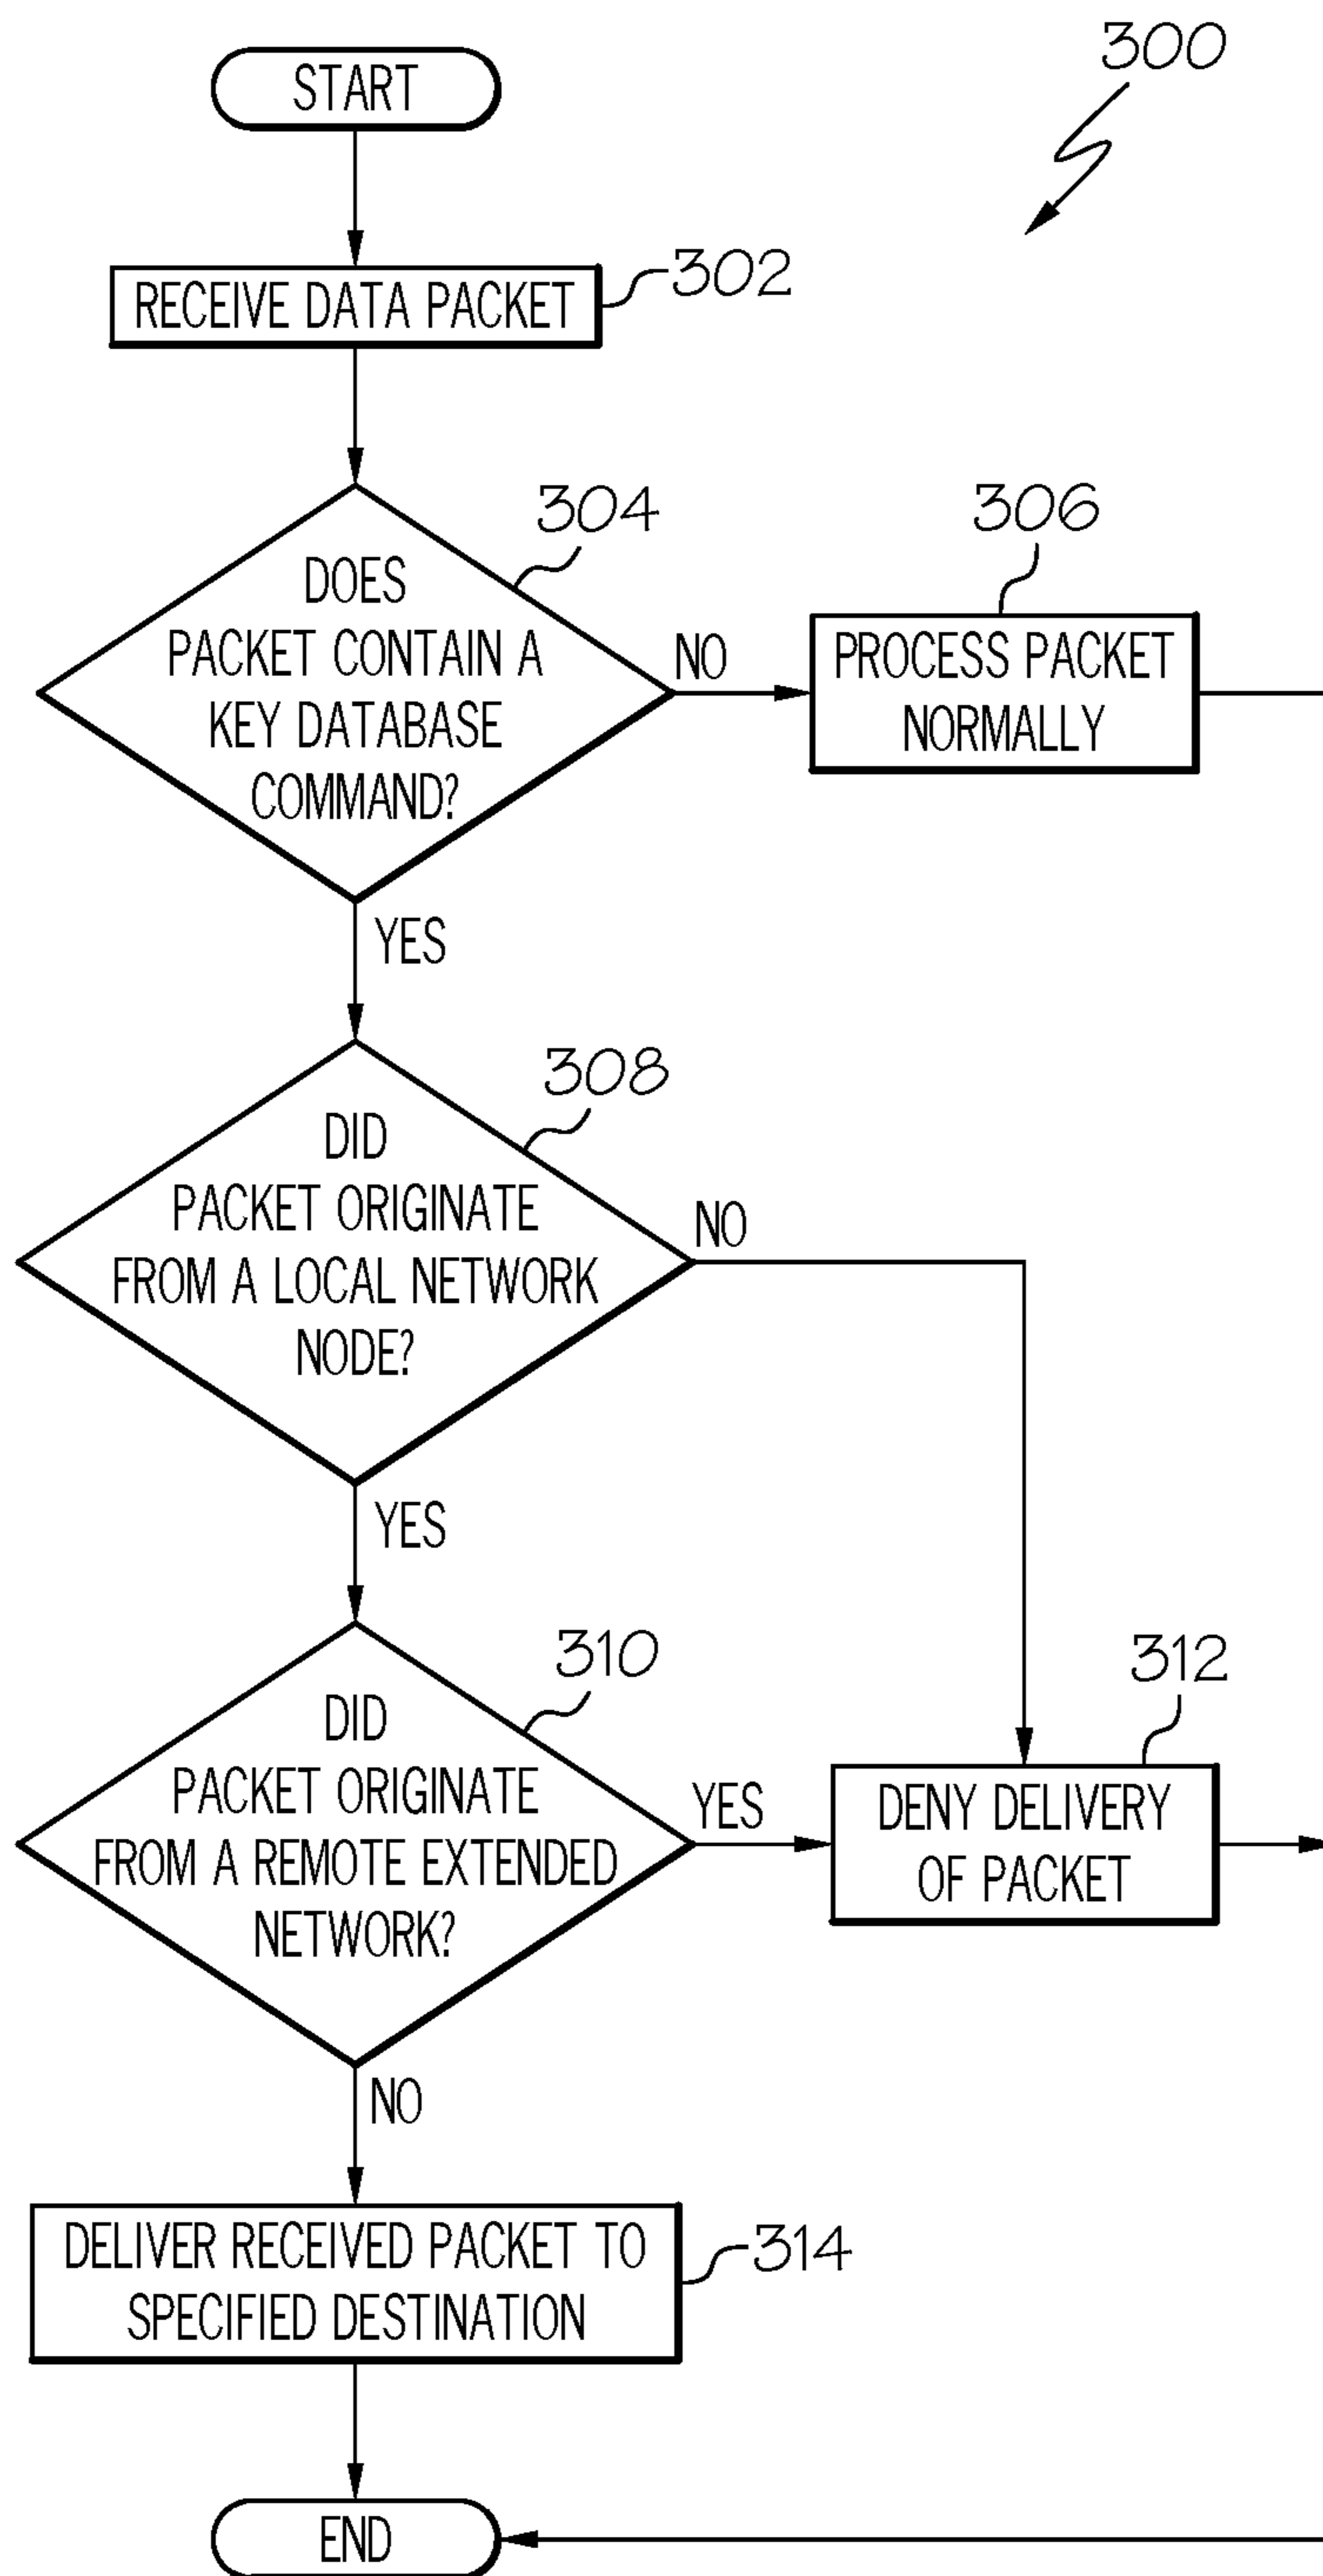 START
300
RECEIVE DATA PACKET
302
DOES
PACKET CONTAIN A
KEY DATABASE
COMMAND?
304
NO
PROCESS PACKET
NORMALLY
306
YES
DID
PACKET ORIGINATE
FROM A LOCAL NETWORK
NODE?
308
NO
YES
DID
PACKET ORIGINATE
FROM A REMOTE EXTENDED
NETWORK?
310
YES
DENY DELIVERY
OF PACKET
312
NO
DELIVER RECEIVED PACKET TO
SPECIFIED DESTINATION
314
END